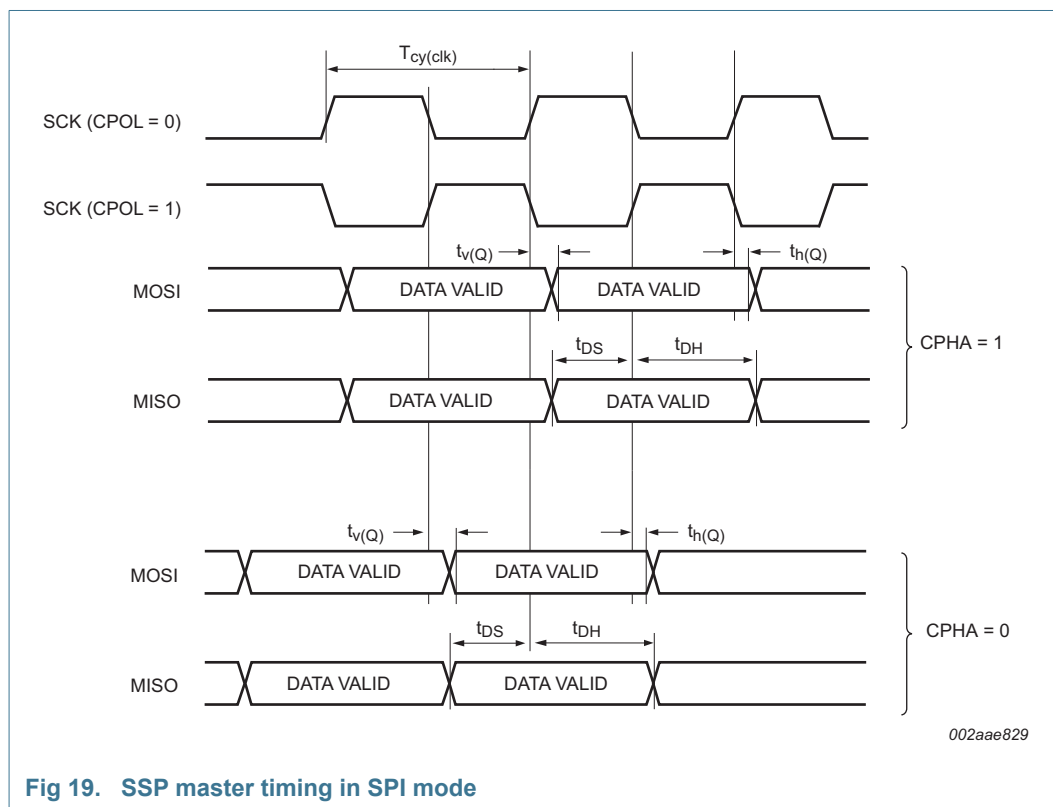 Tcy(clk)
SCK (CPOL = 0)
SCK (CPOL = 1)
tv(Q) th(Q)
MOSI DATA VALID DATA VALID
CPHA = 1
tDS tDH
MISO DATA VALID DATA VALID
tv(Q) th(Q)
MOSI DATA VALID DATA VALID
CPHA = 0
tDS tDH
MISO DATA VALID DATA VALID
002aae829
Fig 19. SSP master timing in SPI mode